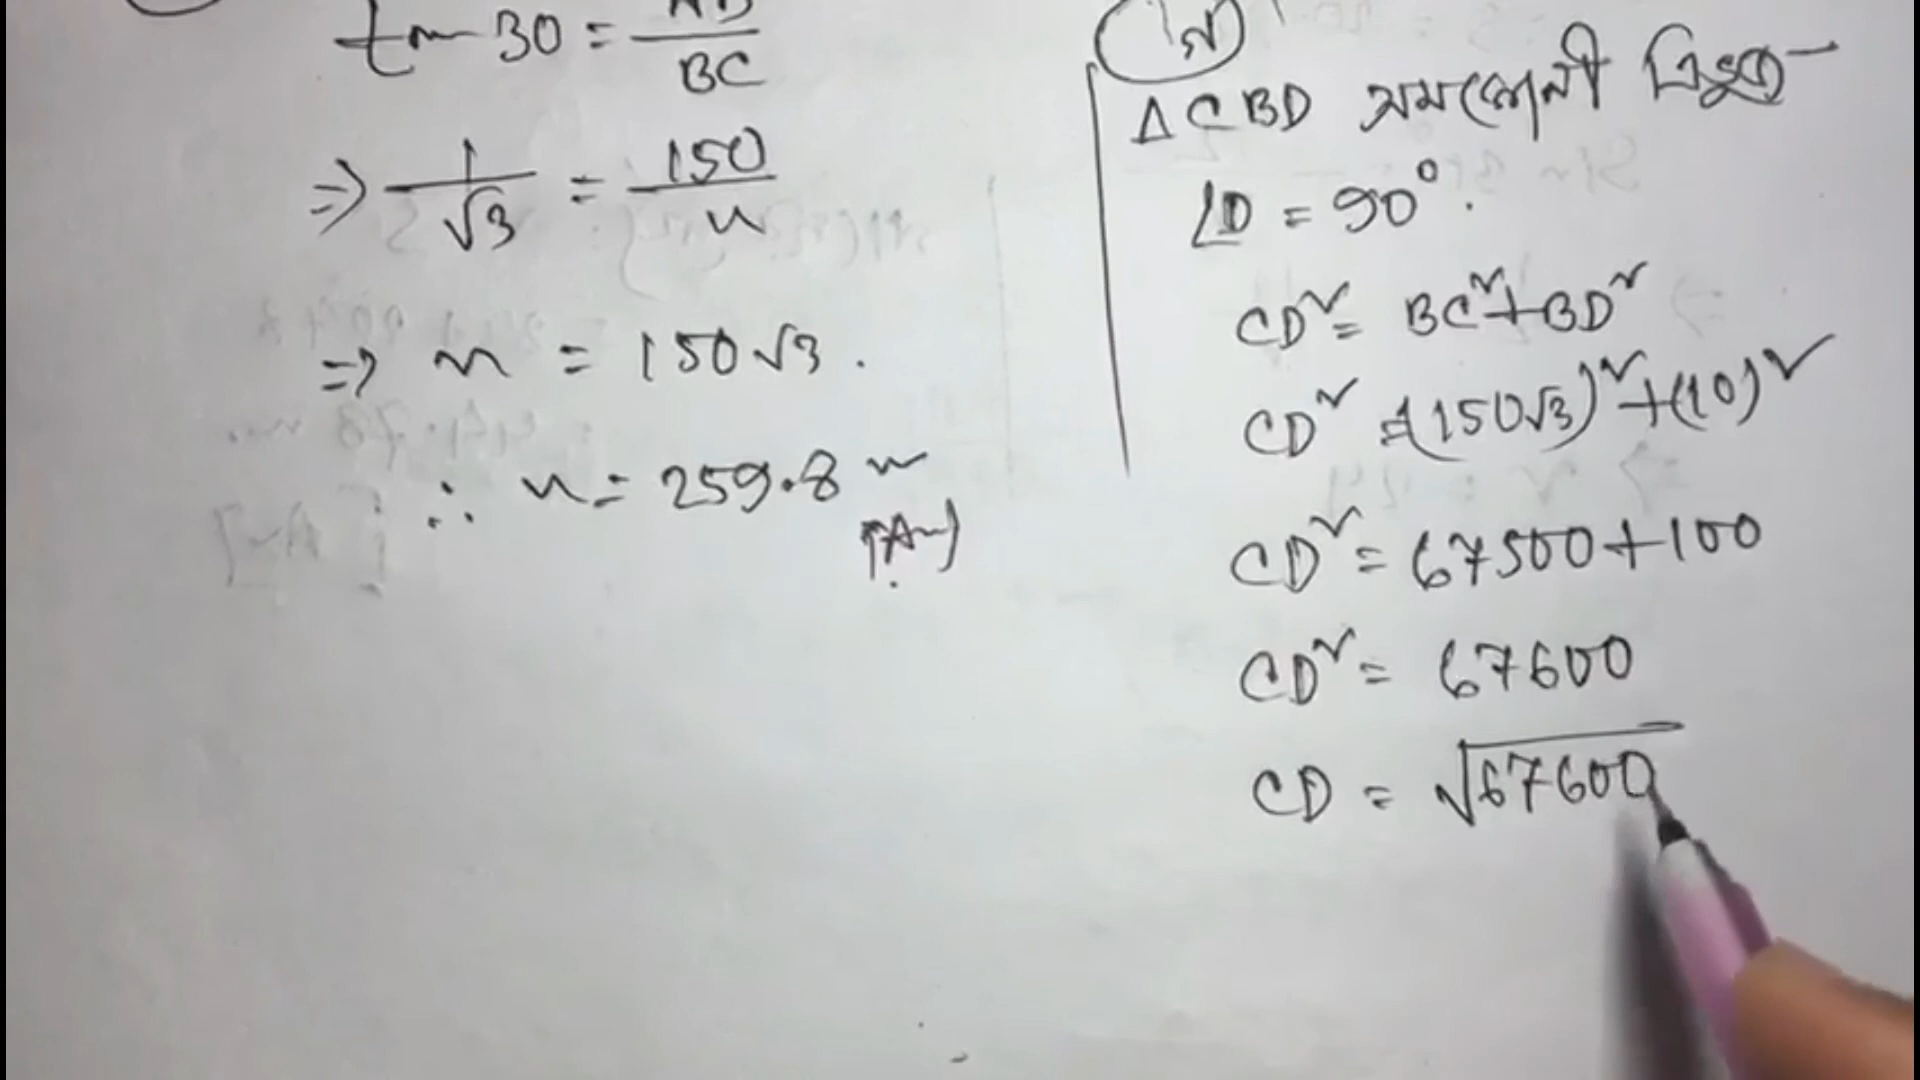 tan 30 = AB/BC
⇒ 1/√3 = 150/x
⇒ x = 150√3 .
∴ x = 259.8 m
(Ans)
ΔCBD সমকোণী ত্রিভুজে -
∠D = 90° .
CD² = BC² + BD²
CD² = (150√3)² + (10)²
CD² = 67500 + 100
CD² = 67600
CD = √67600